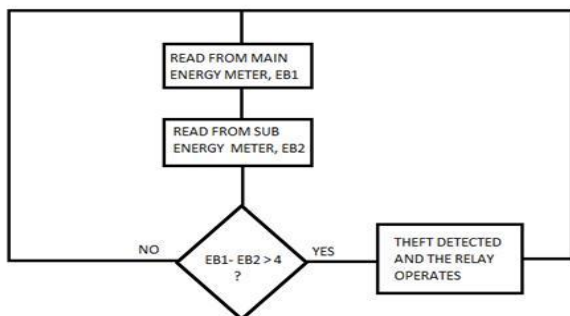 READ FROM MAIN
ENERGY METER, EB1
READ FROM SUB
ENERGY METER, EB2
EB1- EB2 > 4
?
NO
YES
THEFT DETECTED
AND THE RELAY
OPERATES